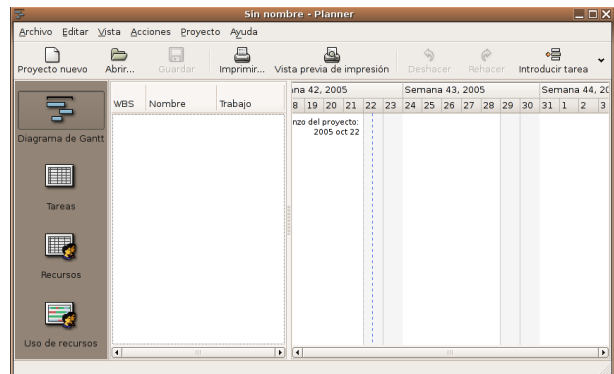 Sin nombre - Planner
Archivo Editar Vista Acciones Proyecto Ayuda
Proyecto nuevo Abrir... Guardar Imprimir... Vista previa de impresión Deshacer Rehacer Introducir tarea
Diagrama de Gantt
Tareas
Recursos
Uso de recursos
WBS Nombre Trabajo
ana 42, 2005 Semana 43, 2005 Semana 44, 20
8 19 20 21 22 23 24 25 26 27 28 29 30 31 1 2 3
nzo del proyecto:
2005 oct 22